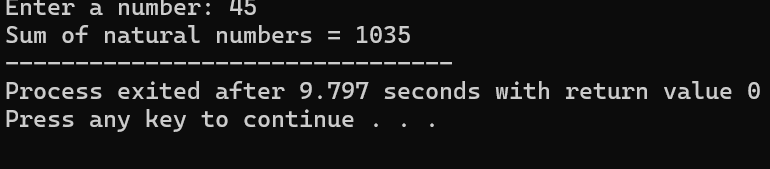 Enter a number: 45
Sum of natural numbers = 1035
--------------------------------
Process exited after 9.797 seconds with return value 0
Press any key to continue . . .